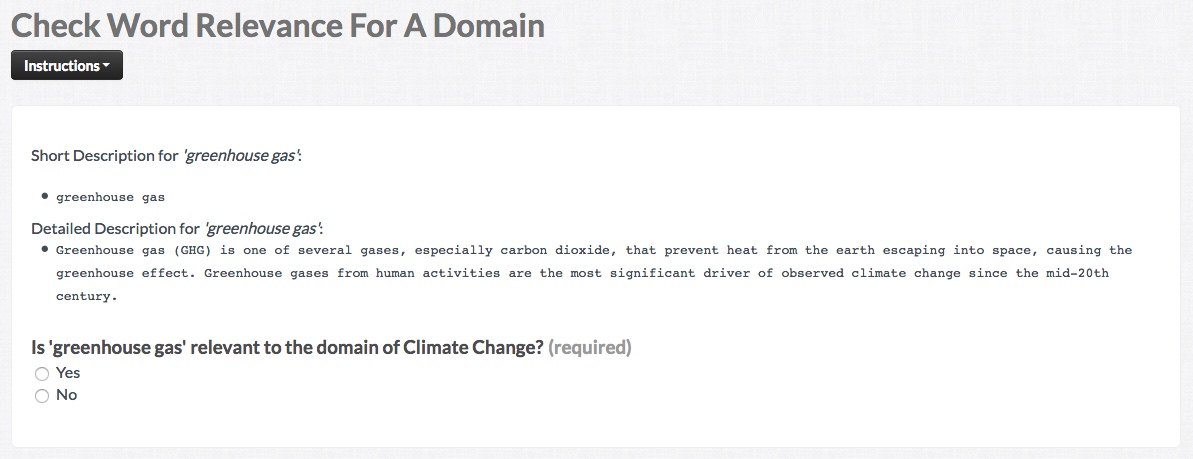 Check Word Relevance For A Domain
Instructions
Short Description for 'greenhouse gas':
• greenhouse gas
Detailed Description for 'greenhouse gas':
• Greenhouse gas (GHG) is one of several gases, especially carbon dioxide, that prevent heat from the earth escaping into space, causing the
greenhouse effect. Greenhouse gases from human activities are the most significant driver of observed climate change since the mid-20th
century.
Is 'greenhouse gas' relevant to the domain of Climate Change? (required)
Yes
No